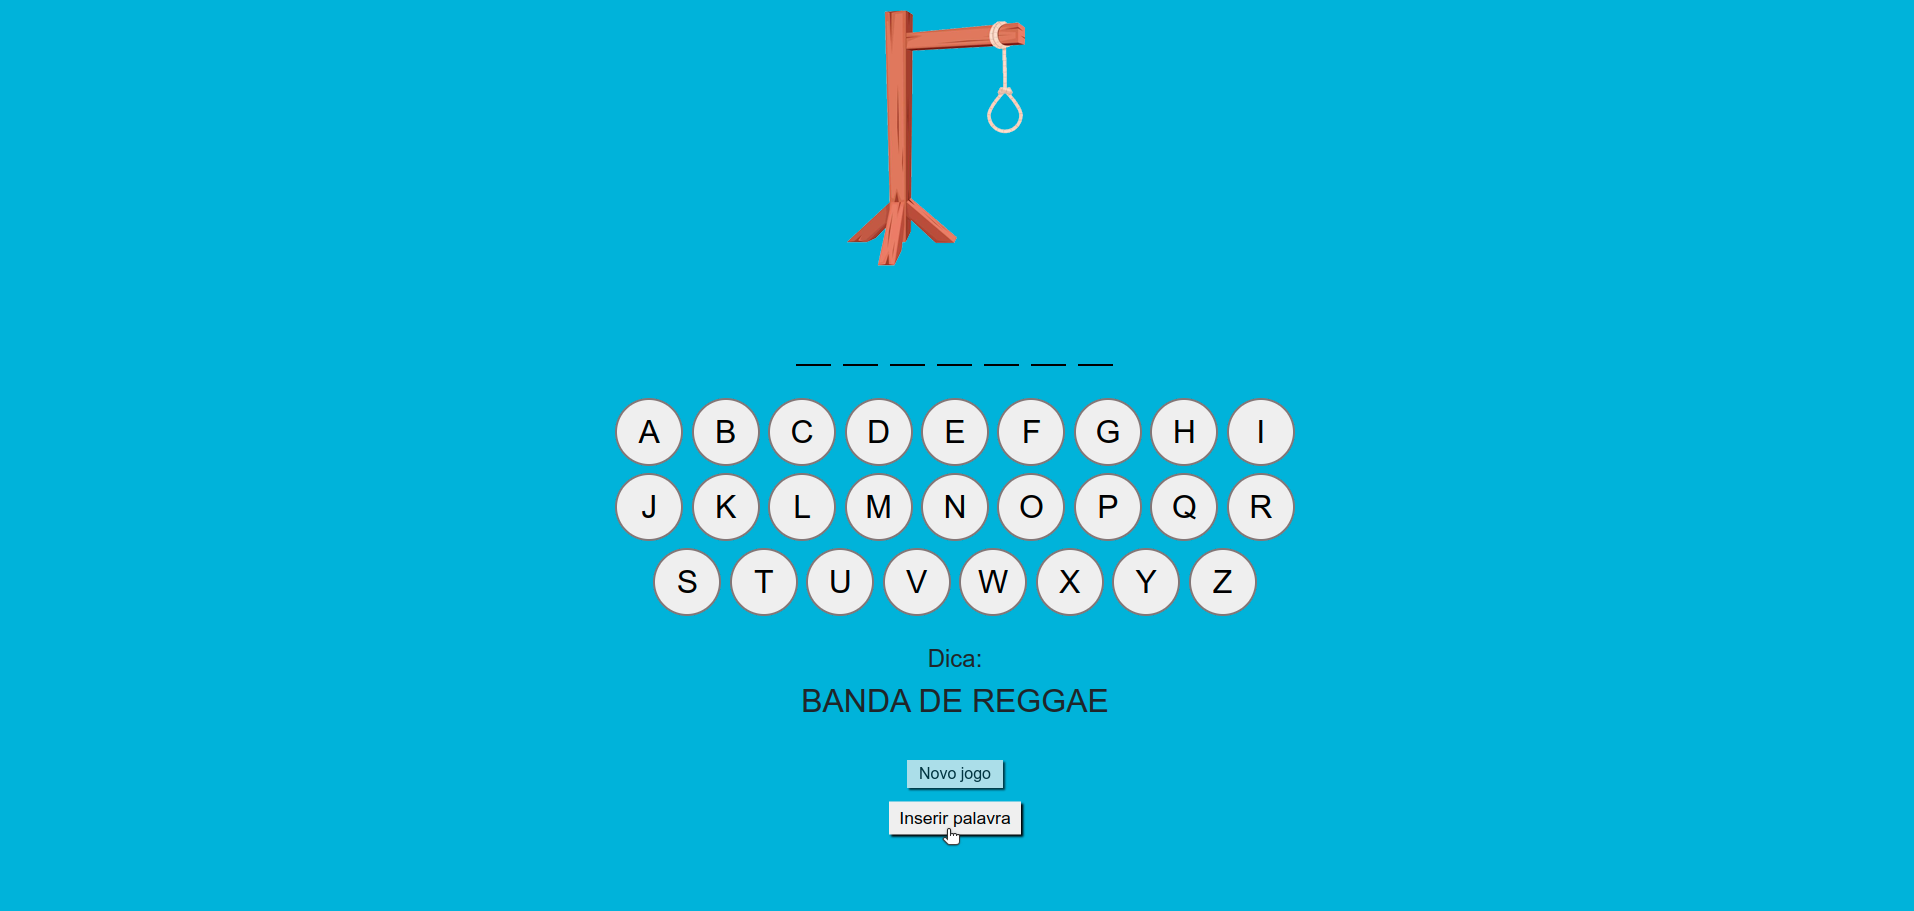 A B C D E F G H I
J K L M N O P Q R
S T U V W X Y Z
Dica:
BANDA DE REGGAE
Novo jogo
Inserir palavra